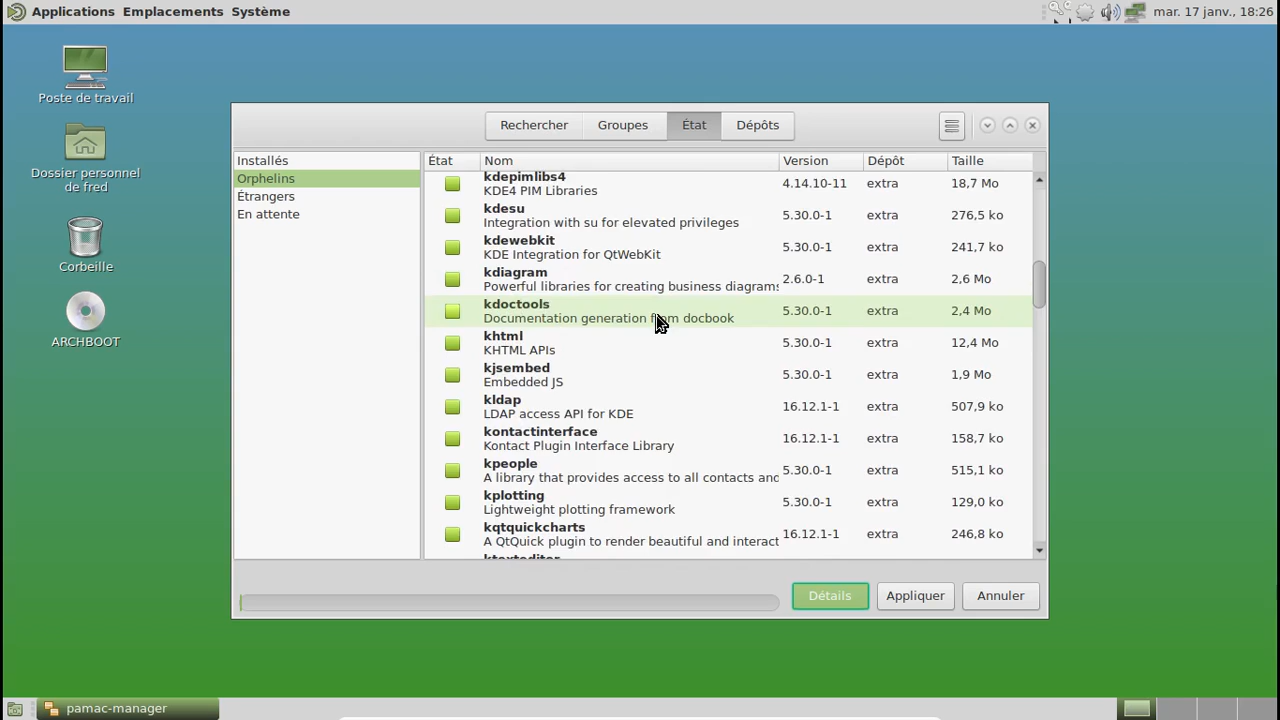 Applications Emplacements Système
mar. 17 janv., 18:26
Poste de travail
Dossier personnel
de fred
Corbeille
ARCHBOOT
Rechercher Groupes État Dépôts
Installés
Orphelins
Étrangers
En attente
État Nom Version Dépôt Taille
kdepimlibs4
KDE4 PIM Libraries
4.14.10-11 extra 18,7 Mo
kdesu
Integration with su for elevated privileges
5.30.0-1 extra 276,5 ko
kdewebkit
KDE Integration for QtWebKit
5.30.0-1 extra 241,7 ko
kdiagram
Powerful libraries for creating business diagrams
2.6.0-1 extra 2,6 Mo
kdoctools
Documentation generation from docbook
5.30.0-1 extra 2,4 Mo
khtml
KHTML APIs
5.30.0-1 extra 12,4 Mo
kjsembed
Embedded JS
5.30.0-1 extra 1,9 Mo
kldap
LDAP access API for KDE
16.12.1-1 extra 507,9 ko
kontactinterface
Kontact Plugin Interface Library
16.12.1-1 extra 158,7 ko
kpeople
A library that provides access to all contacts and
5.30.0-1 extra 515,1 ko
kplotting
Lightweight plotting framework
5.30.0-1 extra 129,0 ko
kqtquickcharts
A QtQuick plugin to render beautiful and interact
16.12.1-1 extra 246,8 ko
ktexteditor
Détails Appliquer Annuler
pamac-manager